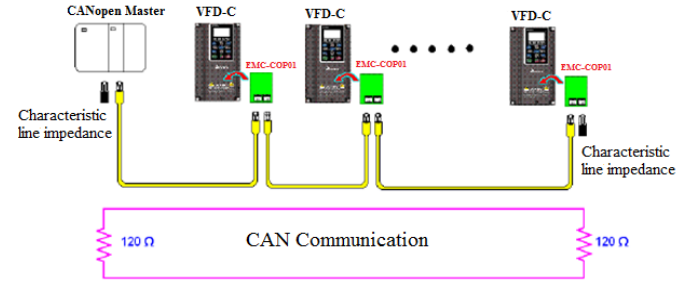 CANopen Master
VFD-C
VFD-C
VFD-C
EMC-COP01
EMC-COP01
EMC-COP01
Characteristic
line impedance
Characteristic
line impedance
120 Ω
CAN Communication
120 Ω